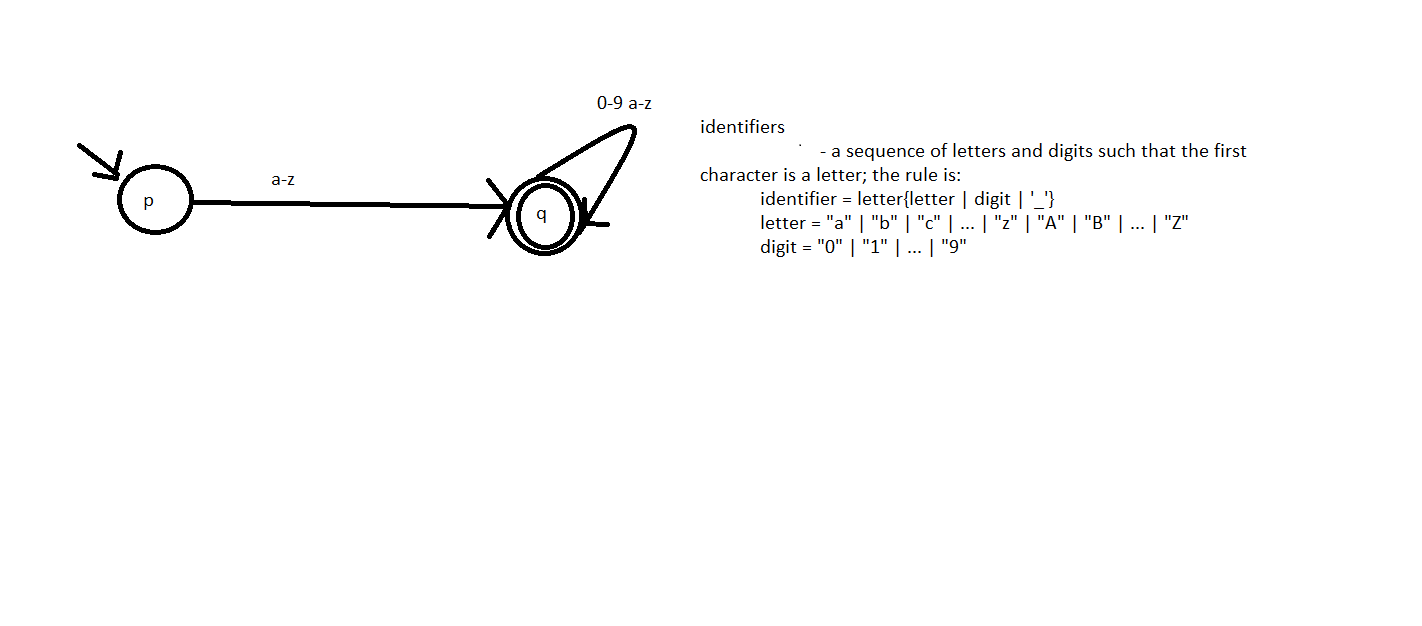 0-9 a-z
a-z
p
q
identifiers
- a sequence of letters and digits such that the first
character is a letter; the rule is:
identifier = letter{letter | digit | '_'}
letter = "a" | "b" | "c" | ... | "z" | "A" | "B" | ... | "Z"
digit = "0" | "1" | ... | "9"